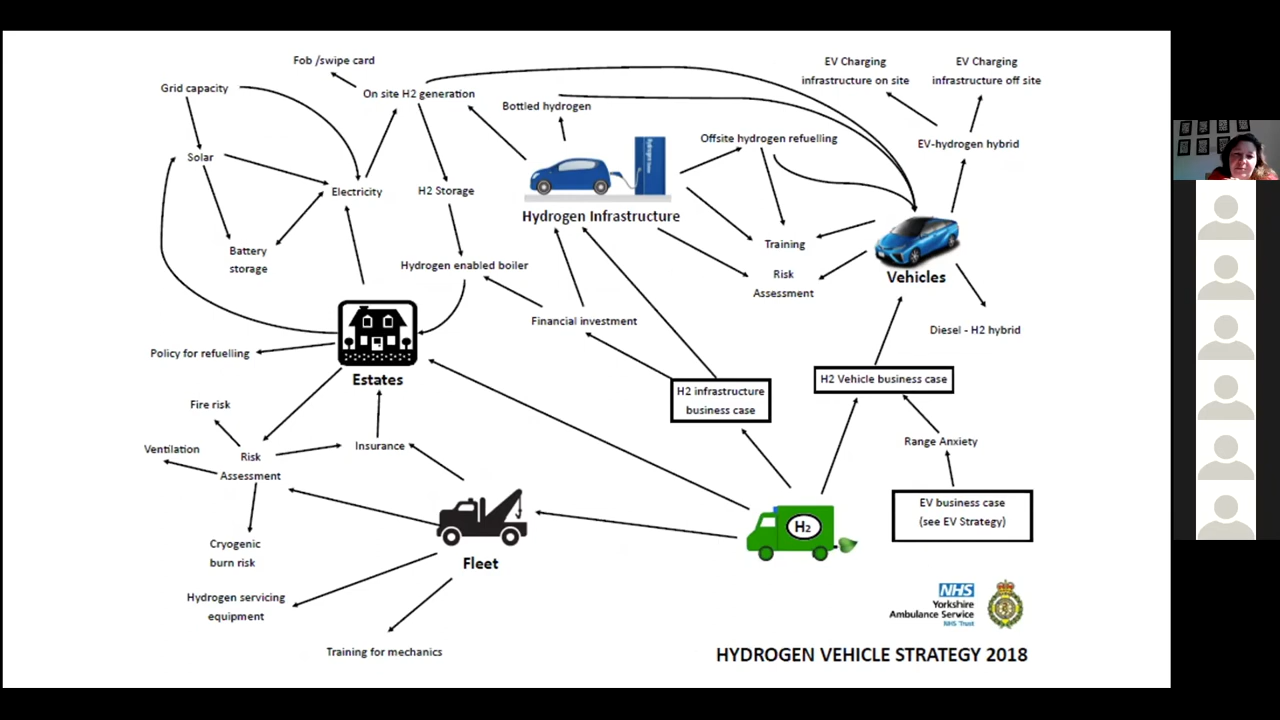 Fob /swipe card
EV Charging
infrastructure on site
EV Charging
infrastructure off site
Grid capacity
On site H2 generation
Bottled hydrogen
Offsite hydrogen refuelling
EV-hydrogen hybrid
Solar
Electricity
H2 Storage
Hydrogen Infrastructure
Battery
storage
Training
Hydrogen enabled boiler
Risk
Assessment
Vehicles
Financial investment
Diesel - H2 hybrid
Policy for refuelling
Estates
H2 infrastructure
business case
H2 Vehicle business case
Fire risk
Ventilation
Risk
Assessment
Insurance
Range Anxiety
EV business case
(see EV Strategy)
H2
Cryogenic
burn risk
Fleet
Hydrogen servicing
equipment
NHS
Yorkshire
Ambulance Service
NHS Trust
Training for mechanics
HYDROGEN VEHICLE STRATEGY 2018